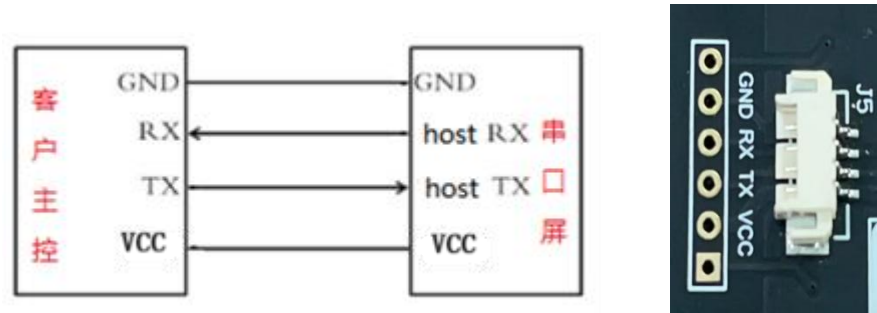 客户主控
GND
RX
TX
VCC
GND
host RX
host TX
VCC
串口屏
GND RX TX VCC
J5